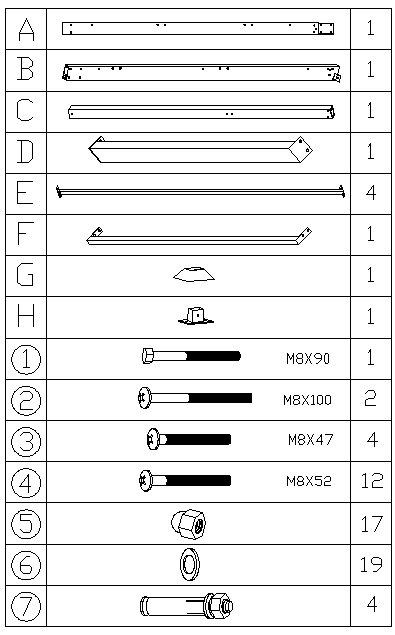 A 1
B 1
C 1
D 1
E 4
F 1
G 1
H 1
① M8X90 1
② M8X100 2
③ M8X47 4
④ M8X52 12
⑤ 17
⑥ 19
⑦ 4